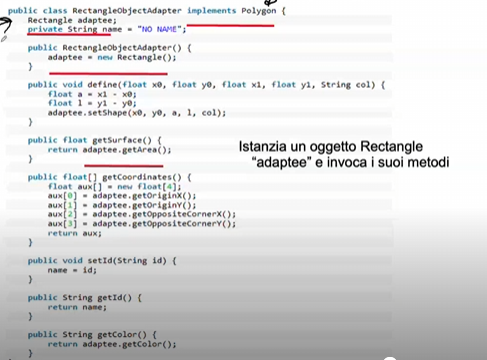 public class RectangleObjectAdapter implements Polygon {
Rectangle adaptee;
private String name = "NO NAME";
public RectangleObjectAdapter() {
adaptee = new Rectangle();
}
public void define(float x0, float y0, float x1, float y1, String col) {
float a = x1 - x0;
float l = y1 - y0;
adaptee.setShape(x0, y0, a, l, col);
}
public float getSurface() {
return adaptee.getArea();
}
Istanzia un oggetto Rectangle
"adaptee" e invoca i suoi metodi
public float[] getCoordinates() {
float aux[] = new float[4];
aux[0] = adaptee.getOriginX();
aux[1] = adaptee.getOriginY();
aux[2] = adaptee.getOppositeCornerX();
aux[3] = adaptee.getOppositeCornerY();
return aux;
}
public void setId(String id) {
name = id;
}
public String getId() {
return name;
}
public String getColor() {
return adaptee.getColor();
}